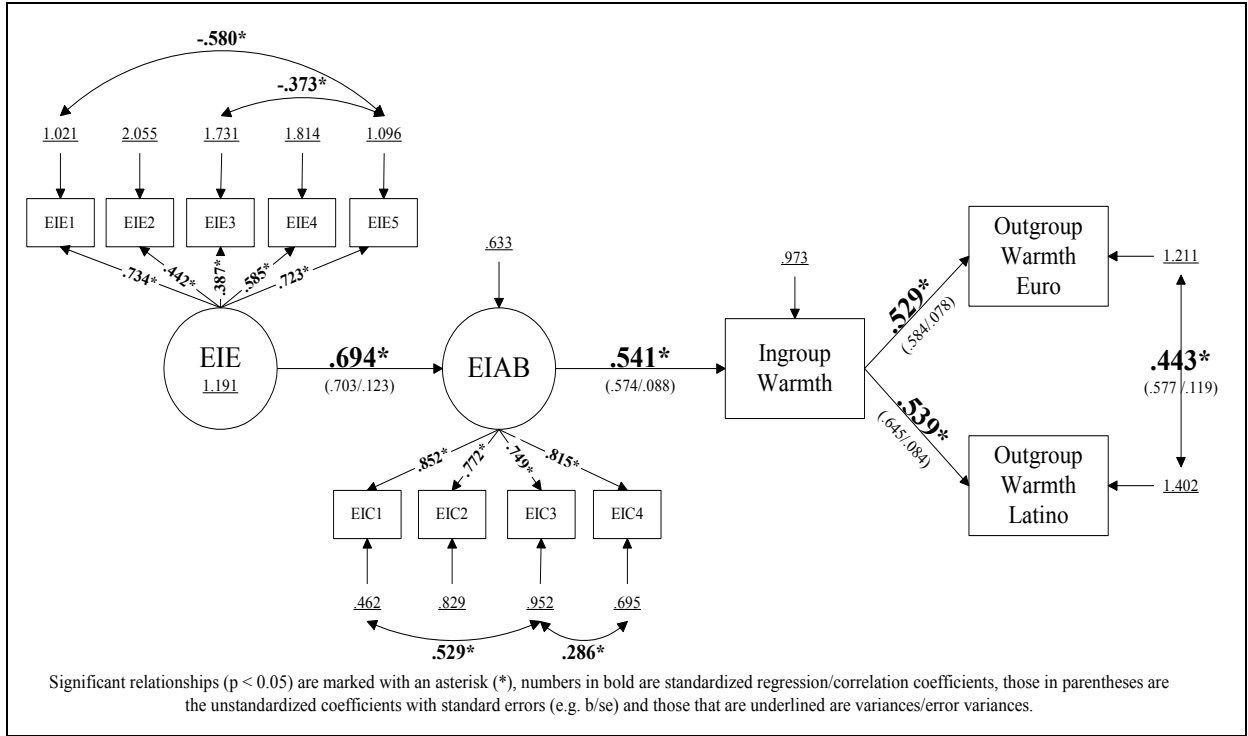 -.580*
-.373*
1.021 2.055 1.731 1.814 1.096
EIE1 EIE2 EIE3 EIE4 EIE5
.734* .442* .387* .585* .723*
EIE
1.191
.694*
(.703/.123)
.633
EIAB
.541*
(.574/.088)
.852* .772* .749* .815*
EIC1 EIC2 EIC3 EIC4
.462 .829 .952 .695
.529* .286*
.973
Ingroup
Warmth
.529*
(.584/.078)
.539*
(.645/.084)
Outgroup
Warmth
Euro
1.211
.443*
(.577 /.119)
Outgroup
Warmth
Latino
1.402
Significant relationships (p < 0.05) are marked with an asterisk (*), numbers in bold are standardized regression/correlation coefficients, those in parentheses are
the unstandardized coefficients with standard errors (e.g. b/se) and those that are underlined are variances/error variances.